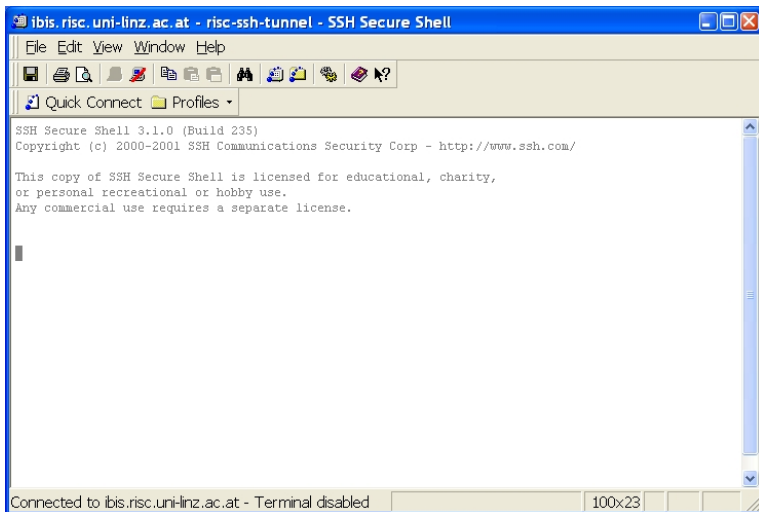 ibis.risc.uni-linz.ac.at - risc-ssh-tunnel - SSH Secure Shell
File Edit View Window Help
Quick Connect Profiles
SSH Secure Shell 3.1.0 (Build 235)
Copyright (c) 2000-2001 SSH Communications Security Corp - http://www.ssh.com/
This copy of SSH Secure Shell is licensed for educational, charity,
or personal recreational or hobby use.
Any commercial use requires a separate license.
Connected to ibis.risc.uni-linz.ac.at - Terminal disabled 100x23